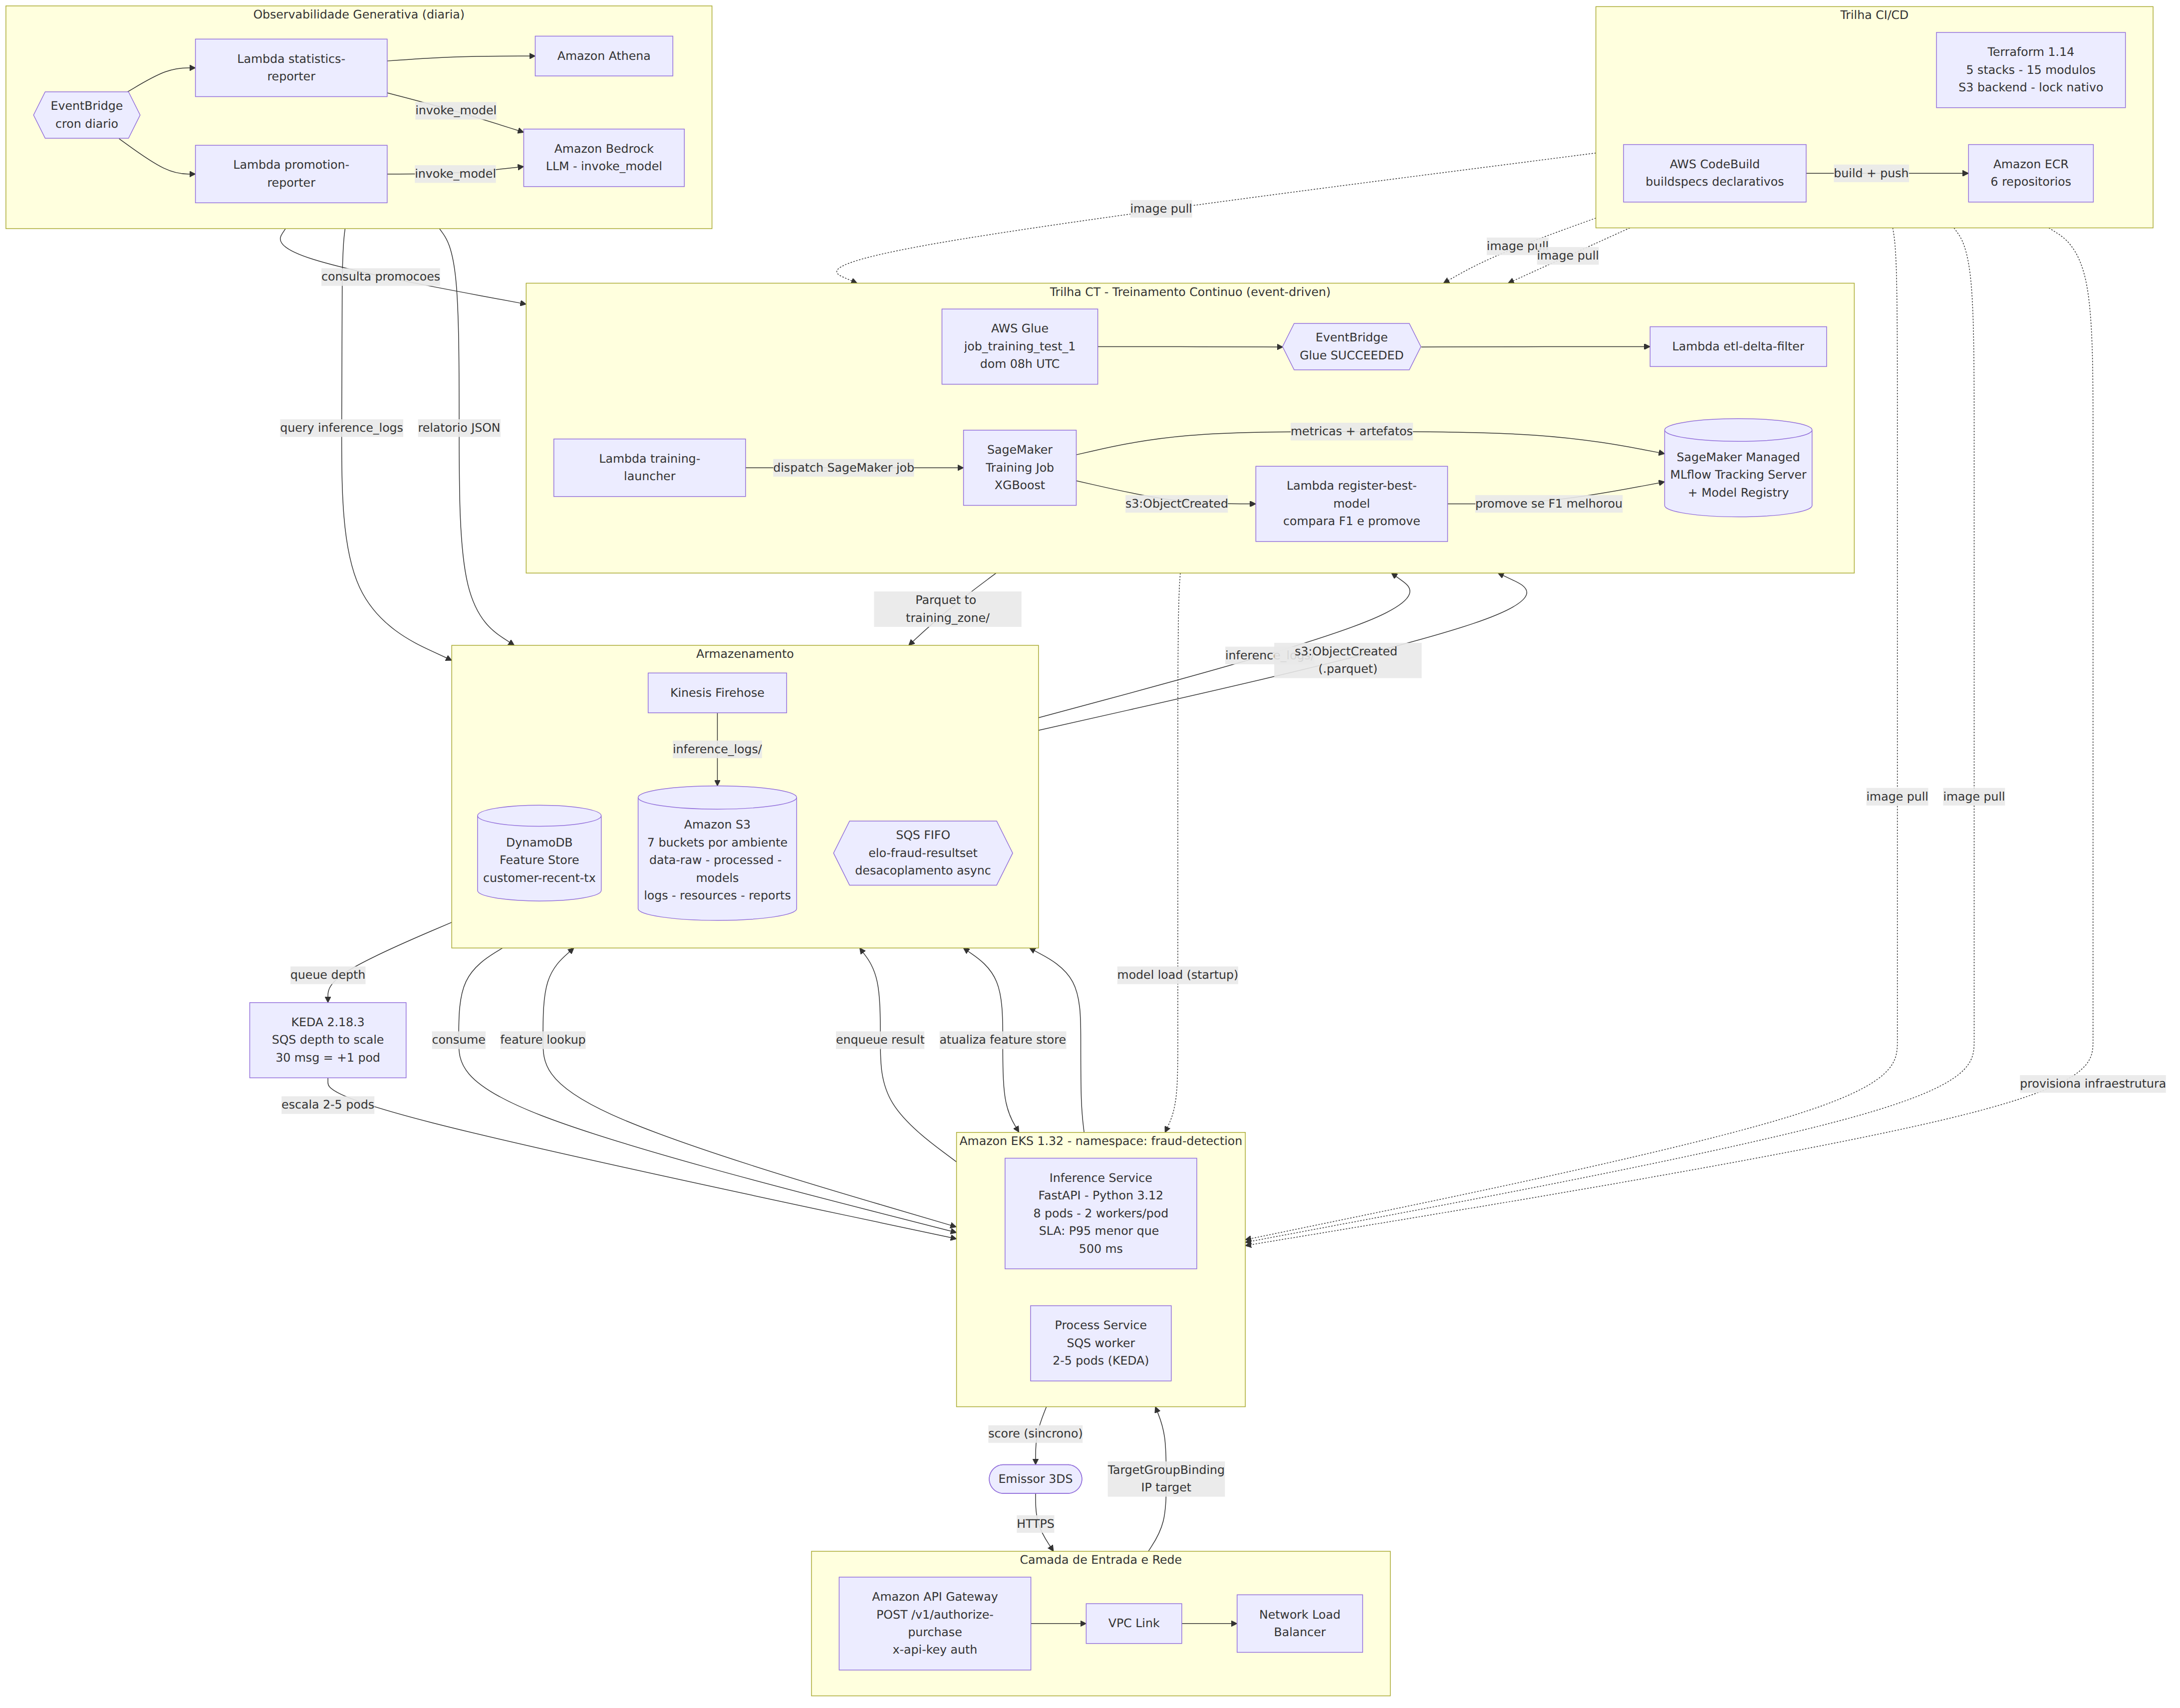 Observabilidade Generativa (diaria)
EventBridge
cron diario
Lambda statistics-
reporter
Lambda promotion-
reporter
invoke_model
invoke_model
Amazon Athena
Amazon Bedrock
LLM - invoke_model
Trilha CI/CD
Terraform 1.14
5 stacks - 15 modulos
S3 backend - lock nativo
AWS CodeBuild
buildspecs declarativos
build + push
Amazon ECR
6 repositorios
image pull
image pull
image pull
consulta promocoes
query inference_logs
relatorio JSON
Trilha CT - Treinamento Continuo (event-driven)
AWS Glue
job_training_test_1
dom 08h UTC
EventBridge
Glue SUCCEEDED
Lambda etl-delta-filter
Lambda training-
launcher
dispatch SageMaker job
SageMaker
Training Job
XGBoost
metricas + artefatos
s3:ObjectCreated
Lambda register-best-
model
compara F1 e promove
promove se F1 melhorou
SageMaker Managed
MLflow Tracking Server
+ Model Registry
Parquet to
training_zone/
s3:ObjectCreated
(.parquet)
Armazenamento
Kinesis Firehose
inference_logs/
DynamoDB
Feature Store
customer-recent-tx
Amazon S3
7 buckets por ambiente
data-raw - processed -
models
logs - resources - reports
SQS FIFO
elo-fraud-resultset
desacoplamento async
image pull
image pull
queue depth
model load (startup)
KEDA 2.18.3
SQS depth to scale
30 msg = +1 pod
consume
feature lookup
enqueue result
atualiza feature store
provisiona infraestrutura
escala 2-5 pods
Amazon EKS 1.32 - namespace: fraud-detection
Inference Service
FastAPI - Python 3.12
8 pods - 2 workers/pod
SLA: P95 menor que
500 ms
Process Service
SQS worker
2-5 pods (KEDA)
score (sincrono)
Emissor 3DS
TargetGroupBinding
IP target
HTTPS
Camada de Entrada e Rede
Amazon API Gateway
POST /v1/authorize-
purchase
x-api-key auth
VPC Link
Network Load
Balancer